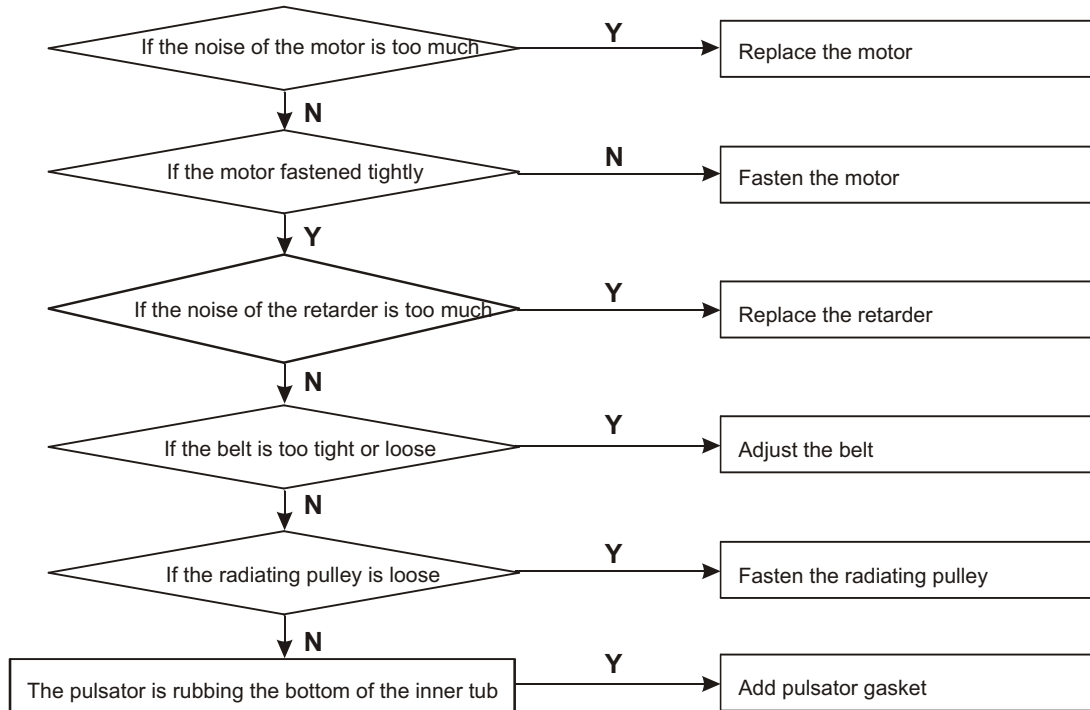 If the noise of the motor is too much
Y
Replace the motor
N
If the motor fastened tightly
N
Fasten the motor
Y
If the noise of the retarder is too much
Y
Replace the retarder
N
If the belt is too tight or loose
Y
Adjust the belt
N
If the radiating pulley is loose
Y
Fasten the radiating pulley
N
The pulsator is rubbing the bottom of the inner tub
Y
Add pulsator gasket